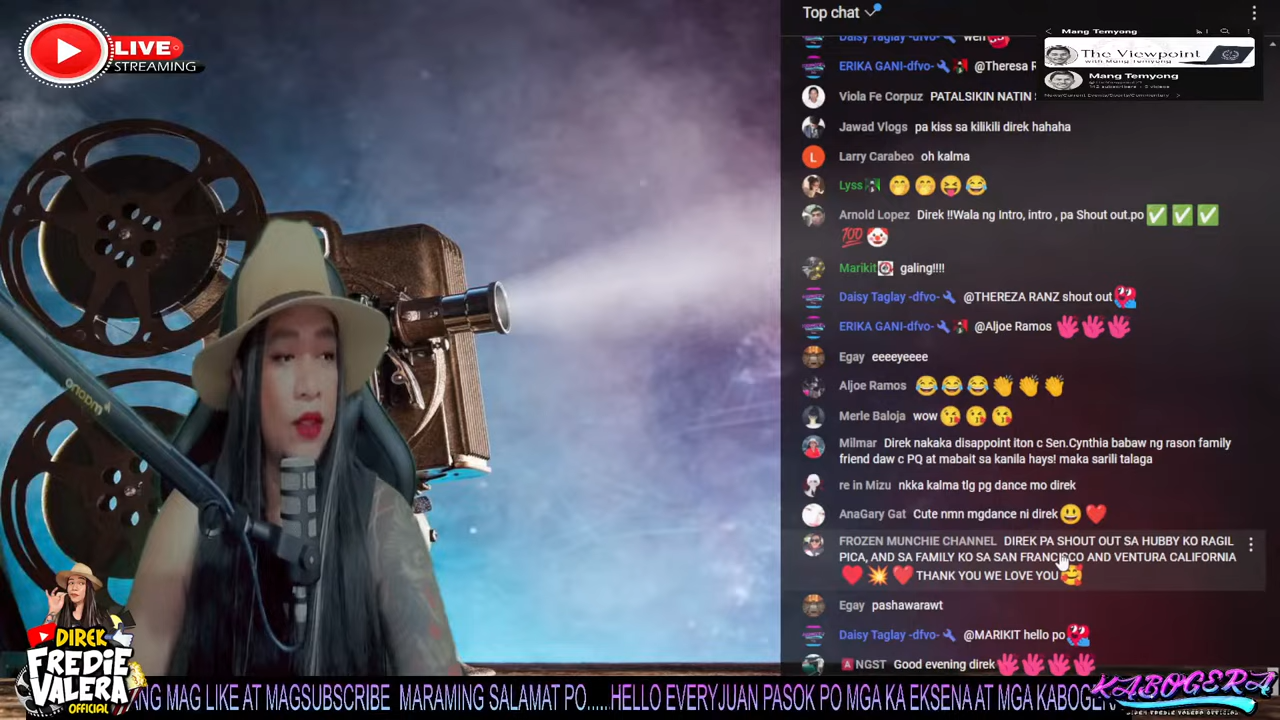 LIVE
STREAMING
Top chat
Daisy Taglay -dfvo- wen
ERIKA GANI-dfvo- @Theresa R
Viola Fe Corpuz PATALSIKIN NATIN
Jawad Vlogs pa kiss sa kilikili direk hahaha
L Larry Carabeo oh kalma
Lyss 🤭 🤭 😝 😂
Arnold Lopez Direk !!Wala ng Intro, intro , pa Shout out.po ✅ ✅ ✅
💯 🤡
Marikit galing!!!!
Daisy Taglay -dfvo- @THEREZA RANZ shout out
ERIKA GANI-dfvo- @Aljoe Ramos
Egay eeeeyeeee
Aljoe Ramos 😂 😂 😂 👏 👏 👏
Merle Baloja wow 😘 😘 😘
Milmar Direk nakaka disappoint iton c Sen.Cynthia babaw ng rason family
friend daw c PQ at mabait sa kanila hays! maka sarili talaga
re in Mizu nkka kalma tlg pg dance mo direk
AnaGary Gat Cute nmn mgdance ni direk 😃 ❤️
FROZEN MUNCHIE CHANNEL DIREK PA SHOUT OUT SA HUBBY KO RAGIL
PICA, AND SA FAMILY KO SA SAN FRANCISCO AND VENTURA CALIFORNIA
❤️ 💥 ❤️ THANK YOU WE LOVE YOU 🥰
Egay pashawarawt
Daisy Taglay -dfvo- @MARIKIT hello po
A NGST Good evening direk
Mang Temyong
The Viewpoint
with Mang Temyong
Mang Temyong
maono
DIREK
FREDIE
VALERA
OFFICIAL
NG MAG LIKE AT MAGSUBSCRIBE MARAMING SALAMAT PO.....HELLO EVERYJUAN PASOK PO MGA KA EKSENA AT MGA KABOGER
KABOGERA
DIREK FREDIE VALERA OFFICIAL